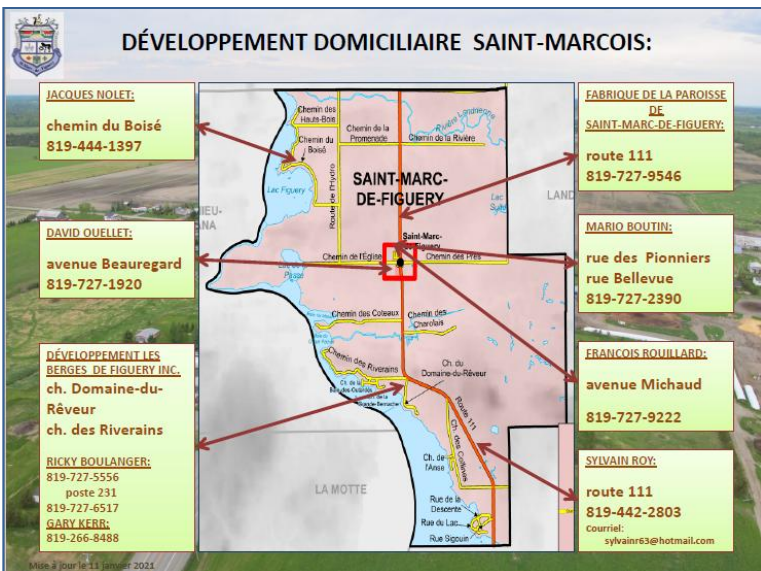 DÉVELOPPEMENT DOMICILIAIRE SAINT-MARCOIS:
JACQUES NOLET:
chemin du Boisé
819-444-1397
DAVID OUELLET:
avenue Beauregard
819-727-1920
DÉVELOPPEMENT LES
BERGES DE FIGUERY INC.
ch. Domaine-du-
Rêveur
ch. des Riverains
RICKY BOULANGER:
819-727-5556
poste 231
819-727-6517
GARY KERR:
819-266-8488
Mise à jour le 11 janvier 2021
Chemin des
Hauts-Bois
Chemin du
Boisé
Chemin de la
Promenade
Rivière Landrienne
Chemin de la Rivière
Lac Figuery
Route de l'Hydro
SAINT-MARC-
DE-FIGUERY
LAND
Lac
Saint-Marc-
Chemin de l'Église
Chemin des Prés
Chemin des Coteaux
Chemin des
Charolais
Chemin des Riverains
Ch. du
Domaine-du-Rêveur
Route 111
Ch. des Collines
Ch. de
l'Anse
LA MOTTE
Rue de la
Descente
Rue du Lac
Rue Sigouin
FABRIQUE DE LA PAROISSE
DE
SAINT-MARC-DE-FIGUERY:
route 111
819-727-9546
MARIO BOUTIN:
rue des Pionniers
rue Bellevue
819-727-2390
FRANCOIS ROUILLARD:
avenue Michaud
819-727-9222
SYLVAIN ROY:
route 111
819-442-2803
Courriel:
sylvainr63@hotmail.com